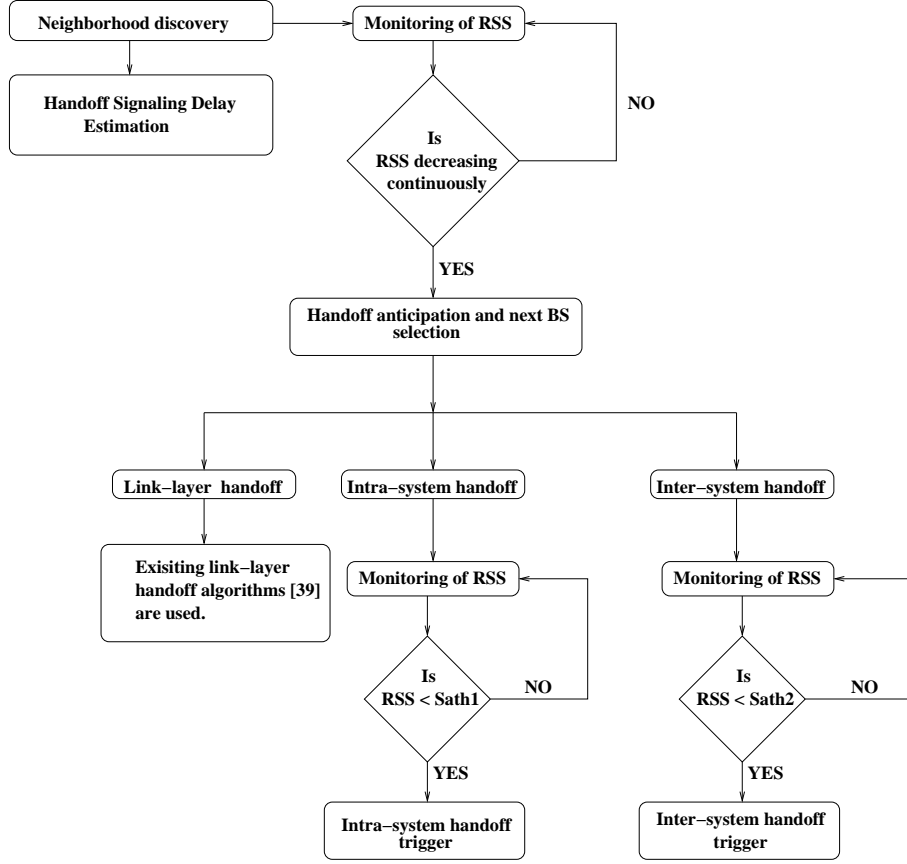 Neighborhood discovery
Monitoring of RSS
Handoff Signaling Delay
Estimation
NO
Is
RSS decreasing
continuously
YES
Handoff anticipation and next BS
selection
Link−layer handoff
Intra−system handoff
Inter−system handoff
Exisiting link−layer
handoff algorithms [39]
are used.
Monitoring of RSS
Monitoring of RSS
Is
RSS < Sath1
NO
Is
RSS < Sath2
NO
YES
YES
Intra−system handoff
trigger
Inter−system handoff
trigger